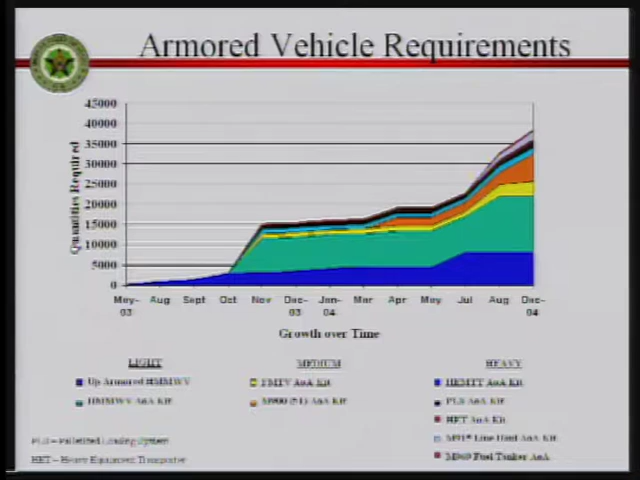 Armored Vehicle Requirements
45000
40000
35000
30000
25000
20000
15000
10000
5000
0
Quantities Required
May-03 Aug Sept Oct Nov Dec-03 Jan-04 Mar Apr May Jul Aug Dec-04
Growth over Time
LIGHT MEDIUM HEAVY
Up Armored HMMWV FMTV AoA Kit HEMTT AoA Kit
HMMWV AoA Kit M900 AoA Kit PLS AoA Kit
HET AoA Kit
Line Haul AoA Kit
M969 Fuel Tanker AoA
PLS – Palletized Loading System
HET – Heavy Equipment Transporter